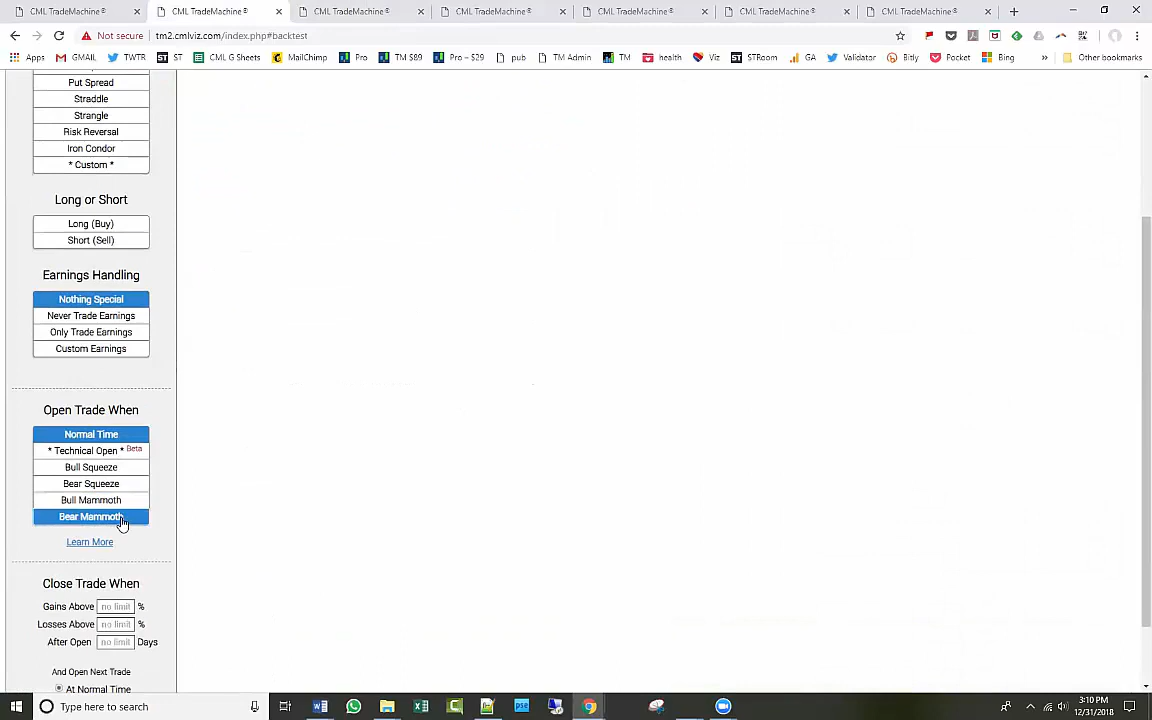 CML TradeMachine® CML TradeMachine® CML TradeMachine® CML TradeMachine® CML TradeMachine® CML TradeMachine® CML TradeMachine®
Not secure tm2.cmlviz.com/index.php#backtest
Apps GMAIL TWTR ST CML G Sheets MailChimp Pro TM $89 Pro – $29 pub TM Admin TM health Viz STRoom GA Validator Bitly Pocket Bing » Other bookmarks
Put Spread
Straddle
Strangle
Risk Reversal
Iron Condor
* Custom *
Long or Short
Long (Buy)
Short (Sell)
Earnings Handling
Nothing Special
Never Trade Earnings
Only Trade Earnings
Custom Earnings
Open Trade When
Normal Time
* Technical Open * Beta
Bull Squeeze
Bear Squeeze
Bull Mammoth
Bear Mammoth
Learn More
Close Trade When
Gains Above no limit %
Losses Above no limit %
After Open no limit Days
And Open Next Trade
At Normal Time
Type here to search
3:10 PM
12/31/2018